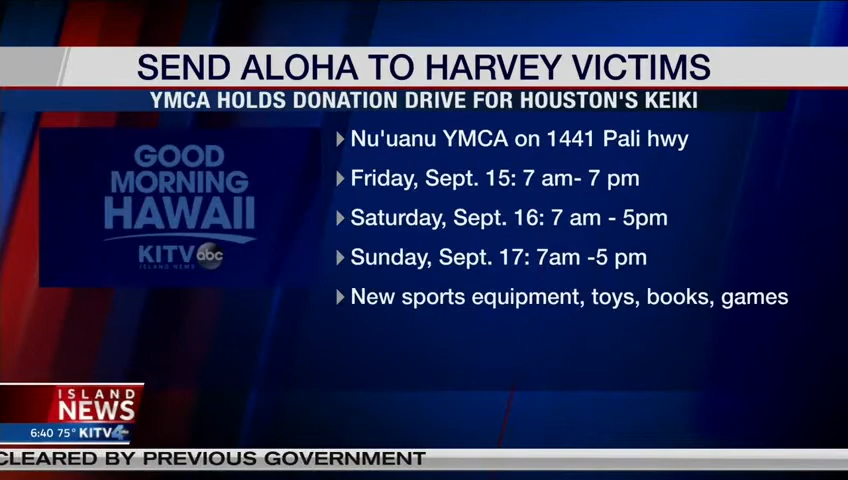 SEND ALOHA TO HARVEY VICTIMS
YMCA HOLDS DONATION DRIVE FOR HOUSTON'S KEIKI
GOOD
MORNING
HAWAII
KITV abc
ISLAND NEWS
Nu'uanu YMCA on 1441 Pali hwy
Friday, Sept. 15: 7 am- 7 pm
Saturday, Sept. 16: 7 am - 5pm
Sunday, Sept. 17: 7am -5 pm
New sports equipment, toys, books, games
ISLAND
NEWS
6:40 75° KITV4
CLEARED BY PREVIOUS GOVERNMENT